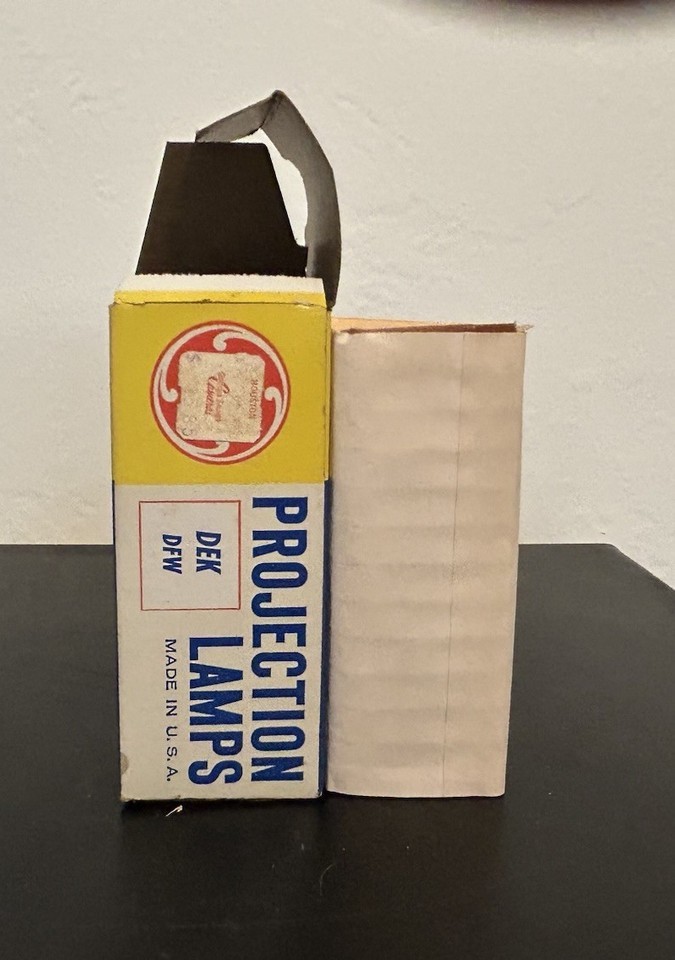 HOUSTON
PROJECTION
LAMPS
DEK
DFW
MADE IN U.S.A.